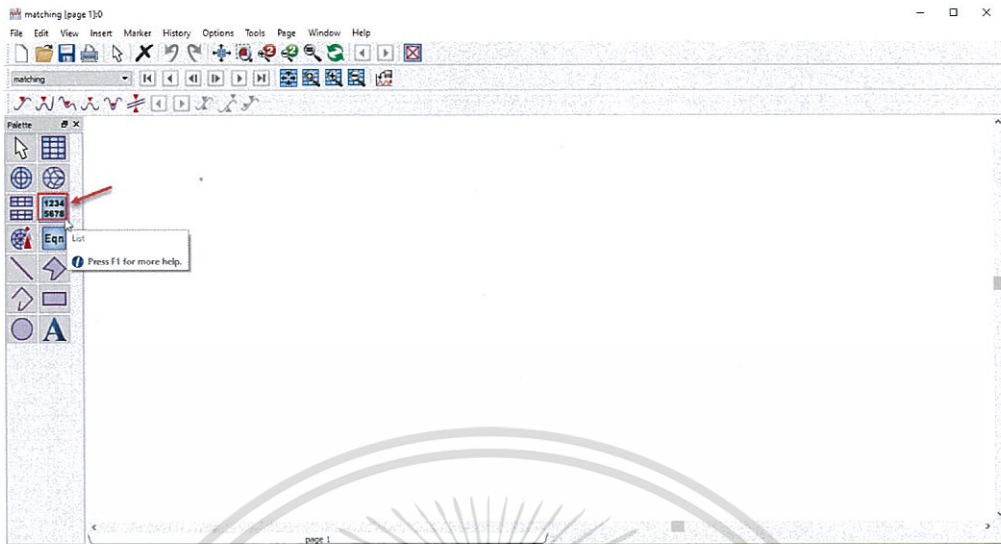 matching [page 1]:0
File Edit View Insert Marker History Options Tools Page Window Help
matching
Palette
1234
5678
Eqn
List
Press F1 for more help.
A
page 1